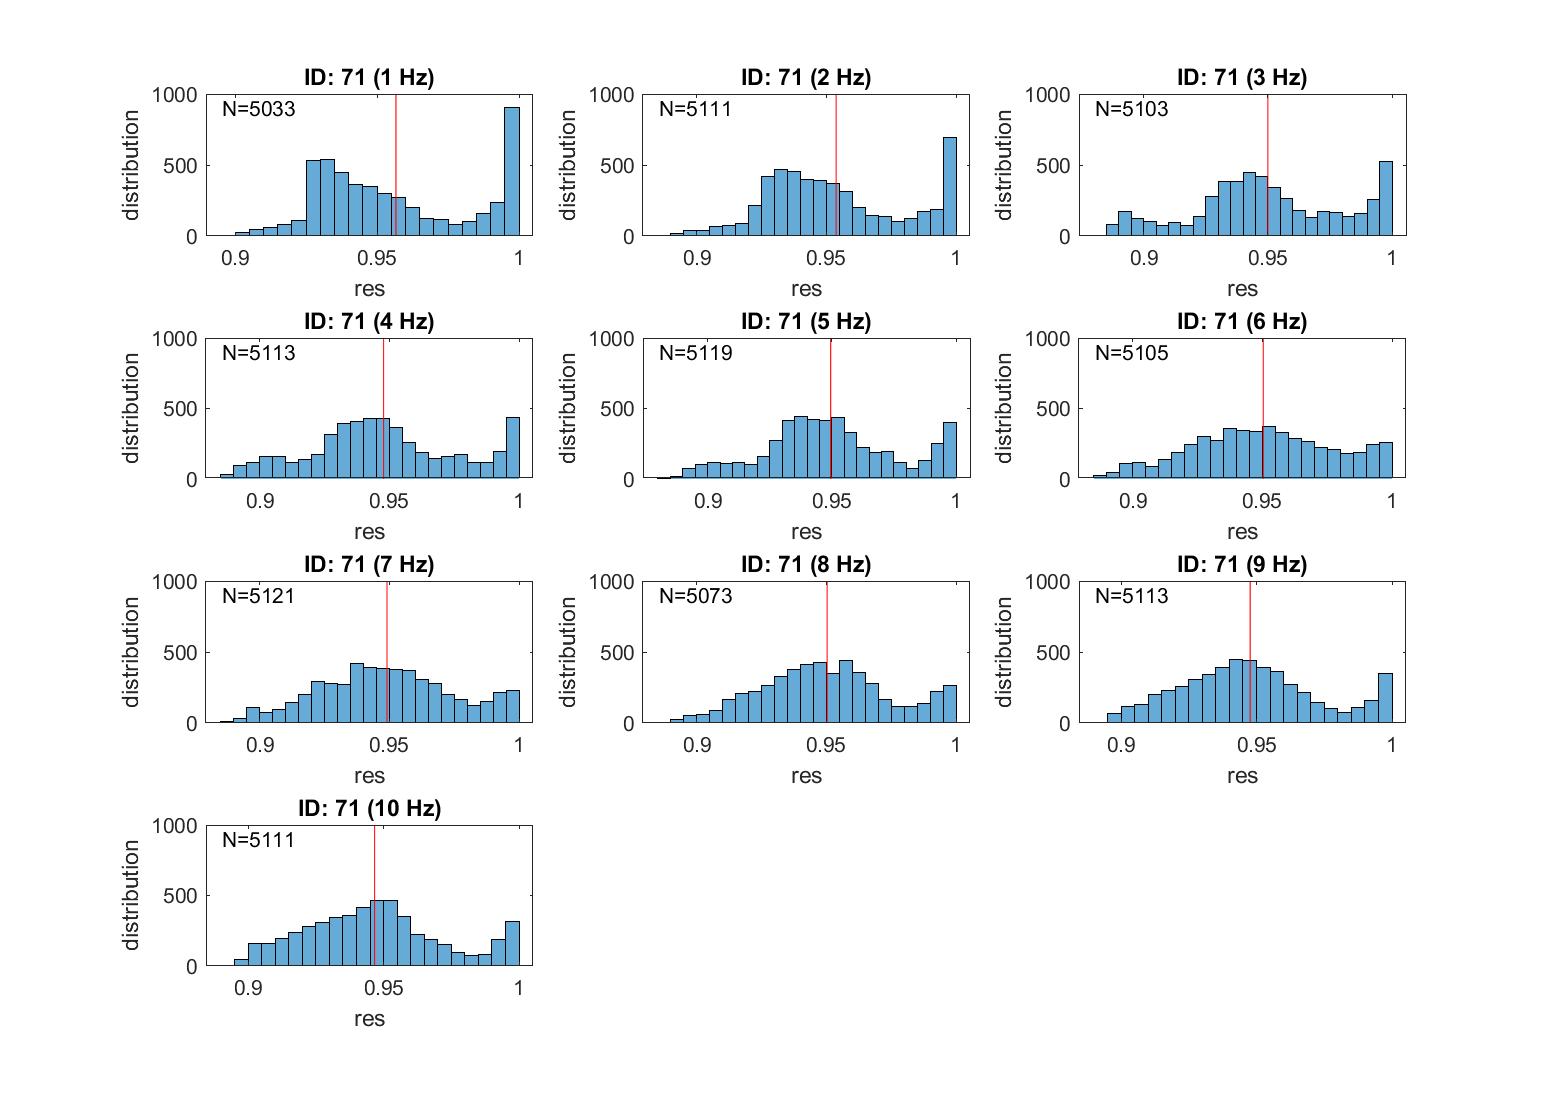 ID: 71 (1 Hz)
N=5033
1000
500
0
distribution
0.9 0.95 1
res
ID: 71 (2 Hz)
N=5111
1000
500
0
distribution
0.9 0.95 1
res
ID: 71 (3 Hz)
N=5103
1000
500
0
distribution
0.9 0.95 1
res
ID: 71 (4 Hz)
N=5113
1000
500
0
distribution
0.9 0.95 1
res
ID: 71 (5 Hz)
N=5119
1000
500
0
distribution
0.9 0.95 1
res
ID: 71 (6 Hz)
N=5105
1000
500
0
distribution
0.9 0.95 1
res
ID: 71 (7 Hz)
N=5121
1000
500
0
distribution
0.9 0.95 1
res
ID: 71 (8 Hz)
N=5073
1000
500
0
distribution
0.9 0.95 1
res
ID: 71 (9 Hz)
N=5113
1000
500
0
distribution
0.9 0.95 1
res
ID: 71 (10 Hz)
N=5111
1000
500
0
distribution
0.9 0.95 1
res